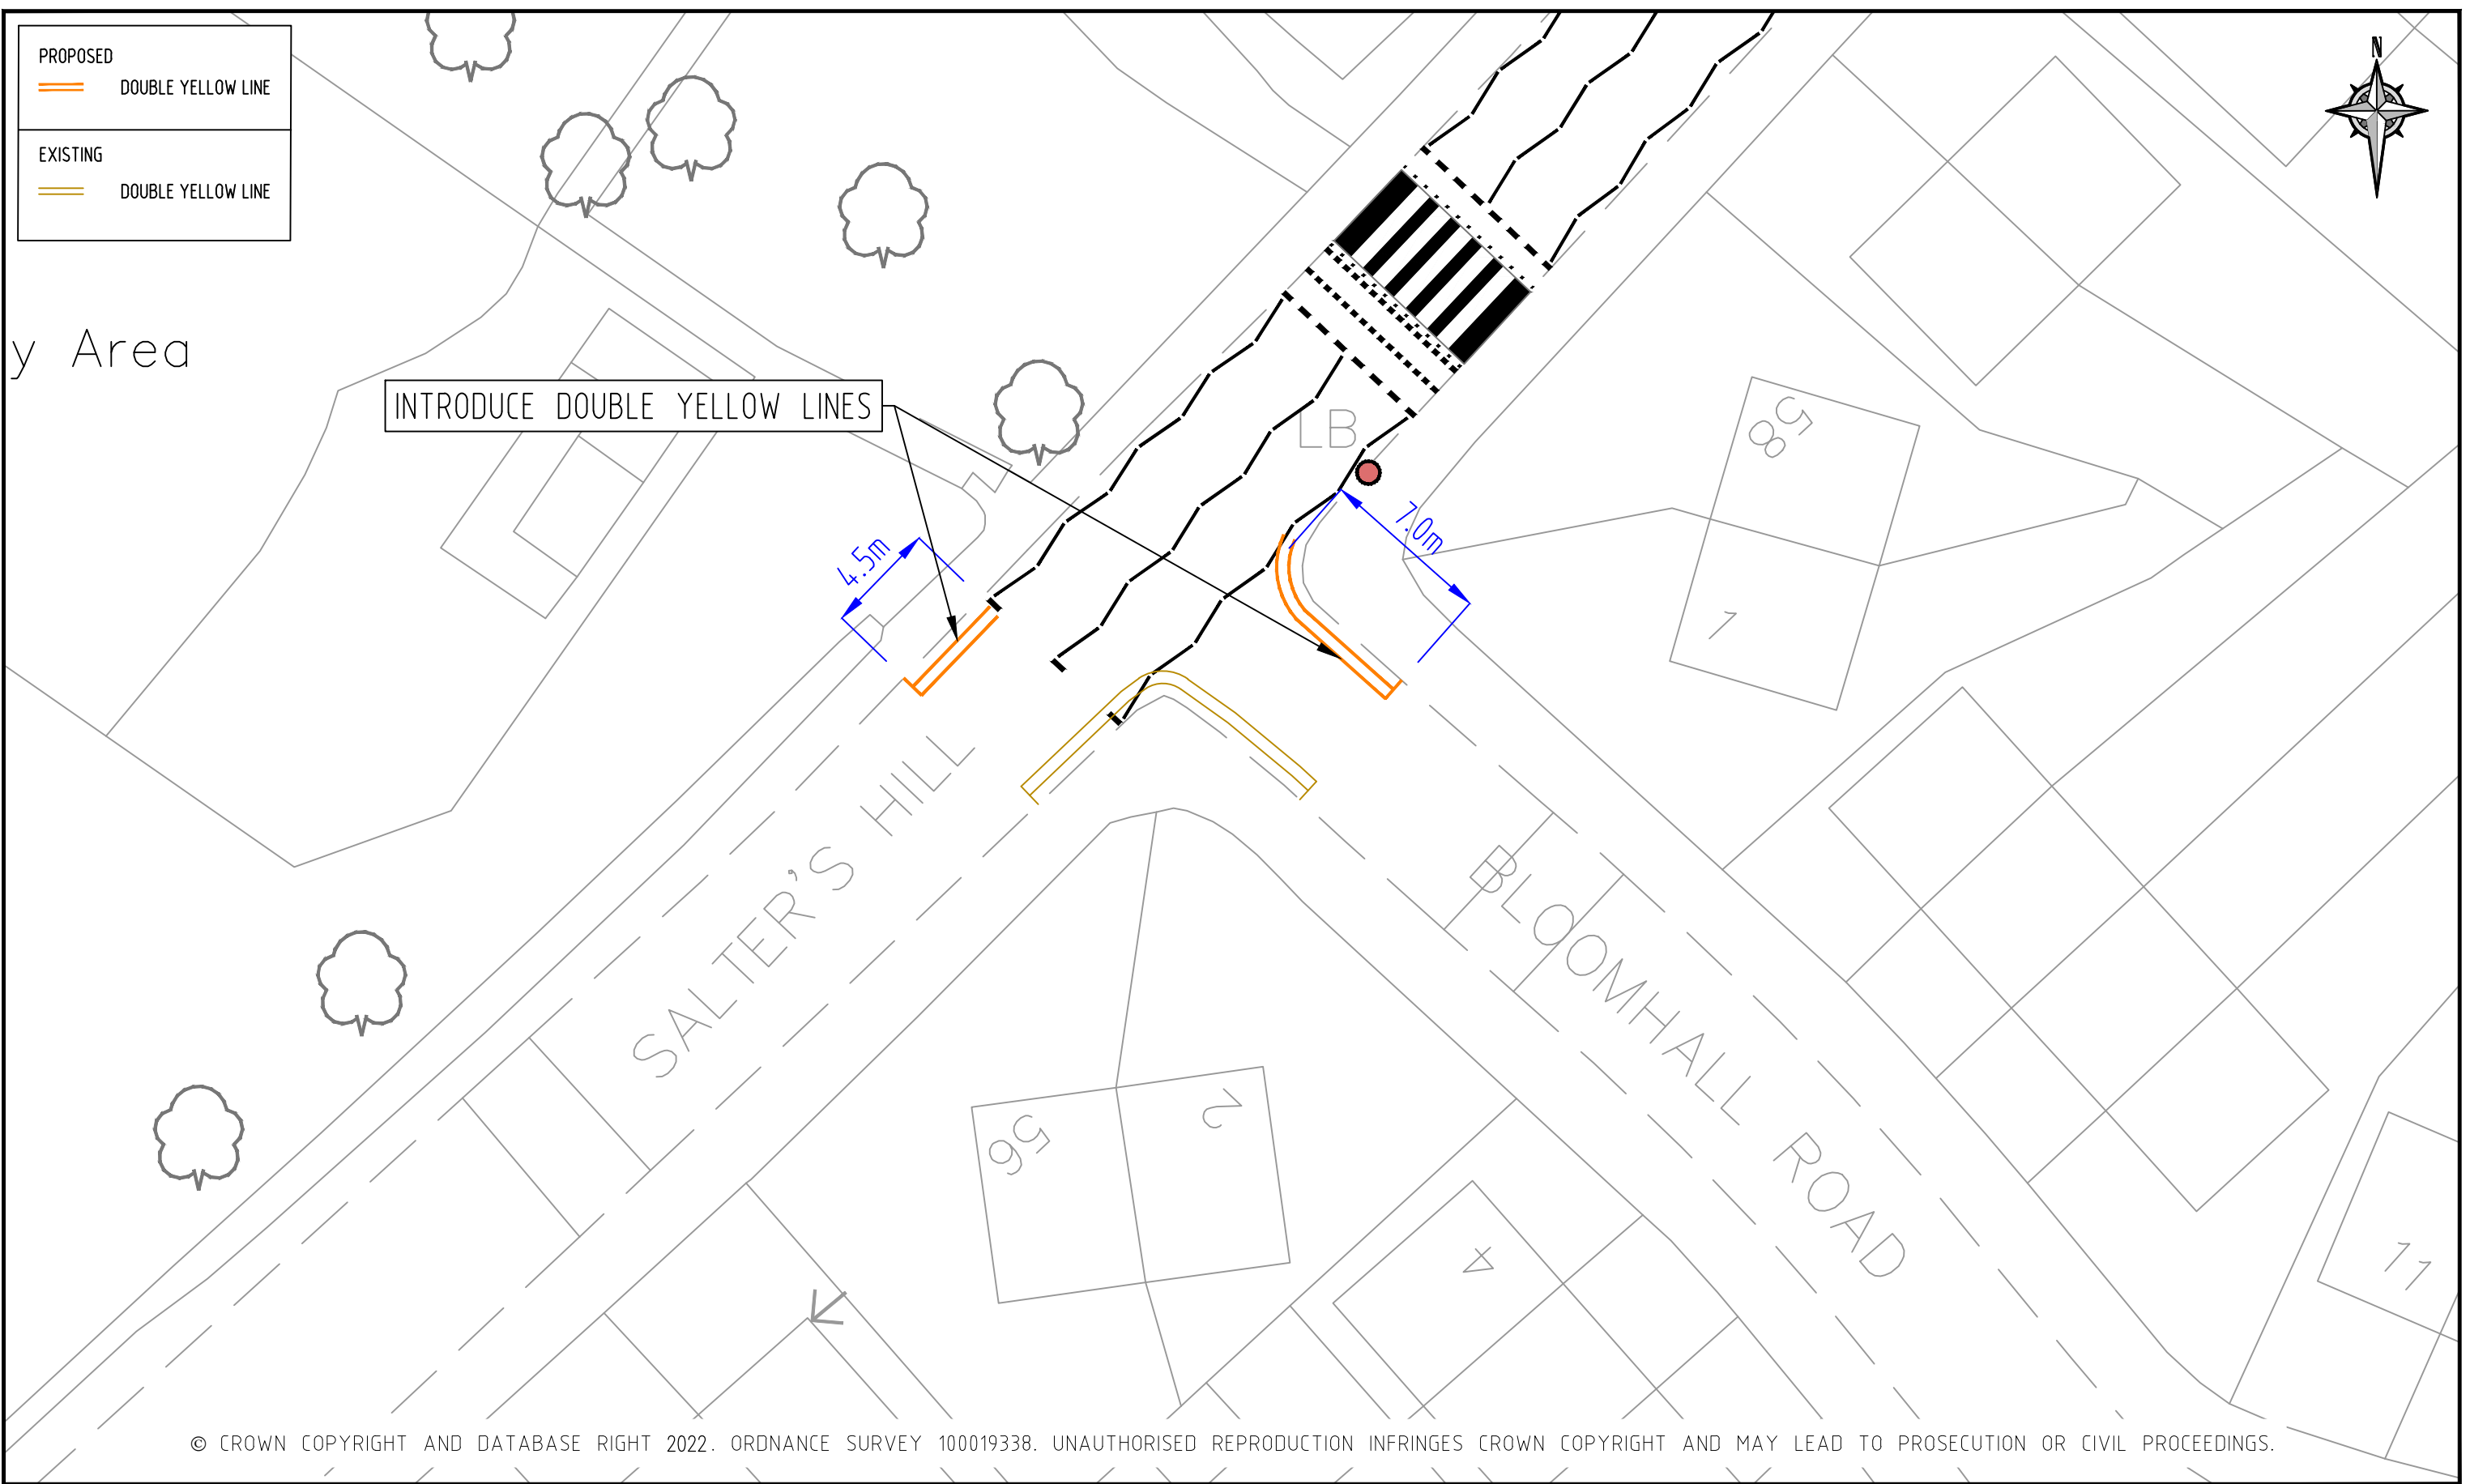 PROPOSED
DOUBLE YELLOW LINE
EXISTING
DOUBLE YELLOW LINE
N
y Area
INTRODUCE DOUBLE YELLOW LINES
LB
58
4.5m
7.0m
1
SALTER'S HILL
BLOOMHALL ROAD
56
2
4
11
© CROWN COPYRIGHT AND DATABASE RIGHT 2022. ORDNANCE SURVEY 100019338. UNAUTHORISED REPRODUCTION INFRINGES CROWN COPYRIGHT AND MAY LEAD TO PROSECUTION OR CIVIL PROCEEDINGS.